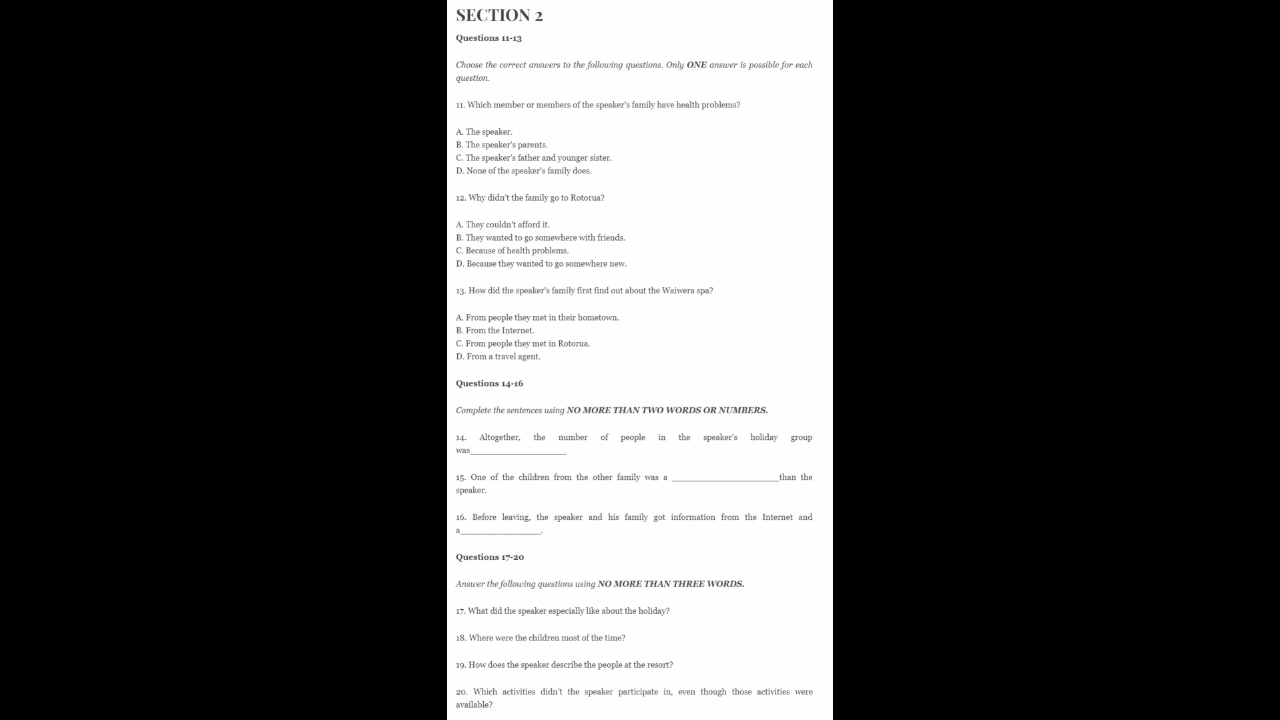 SECTION 2
Questions 11-13
Choose the correct answers to the following questions. Only ONE answer is possible for each
question.
11. Which member or members of the speaker's family have health problems?
A. The speaker.
B. The speaker's parents.
C. The speaker's father and younger sister.
D. None of the speaker's family does.
12. Why didn't the family go to Rotorua?
A. They couldn't afford it.
B. They wanted to go somewhere with friends.
C. Because of health problems.
D. Because they wanted to go somewhere new.
13. How did the speaker's family first find out about the Waiwera spa?
A. From people they met in their hometown.
B. From the Internet.
C. From people they met in Rotorua.
D. From a travel agent.
Questions 14-16
Complete the sentences using NO MORE THAN TWO WORDS OR NUMBERS.
14. Altogether, the number of people in the speaker's holiday group
was____________________
15. One of the children from the other family was a ______________________than the
speaker.
16. Before leaving, the speaker and his family got information from the Internet and
a_________________.
Questions 17-20
Answer the following questions using NO MORE THAN THREE WORDS.
17. What did the speaker especially like about the holiday?
18. Where were the children most of the time?
19. How does the speaker describe the people at the resort?
20. Which activities didn't the speaker participate in, even though those activities were
available?